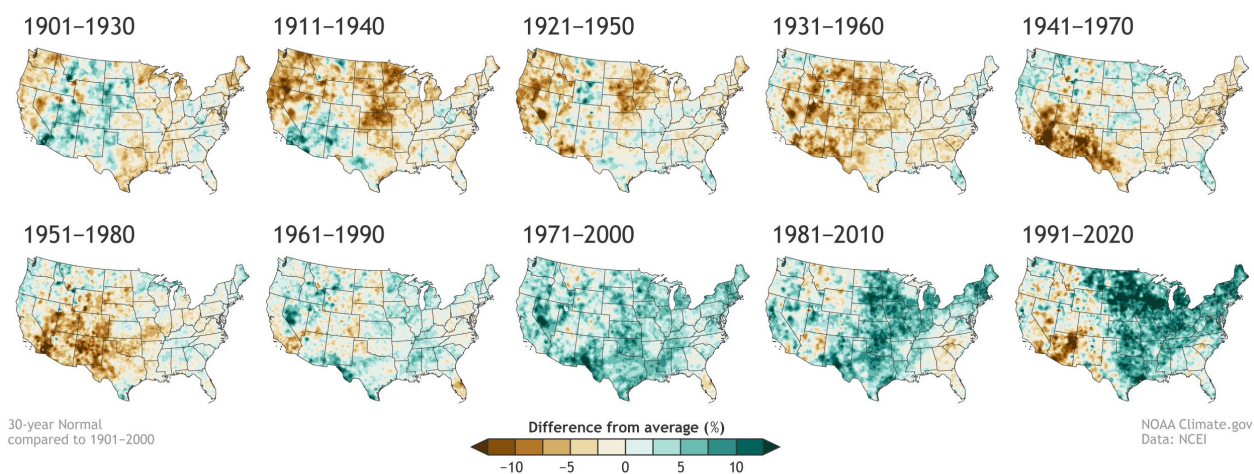 1901–1930
1911–1940
1921–1950
1931–1960
1941–1970
1951–1980
1961–1990
1971–2000
1981–2010
1991–2020
30-year Normal
compared to 1901–2000
Difference from average (%)
−10 −5 0 5 10
NOAA Climate.gov
Data: NCEI